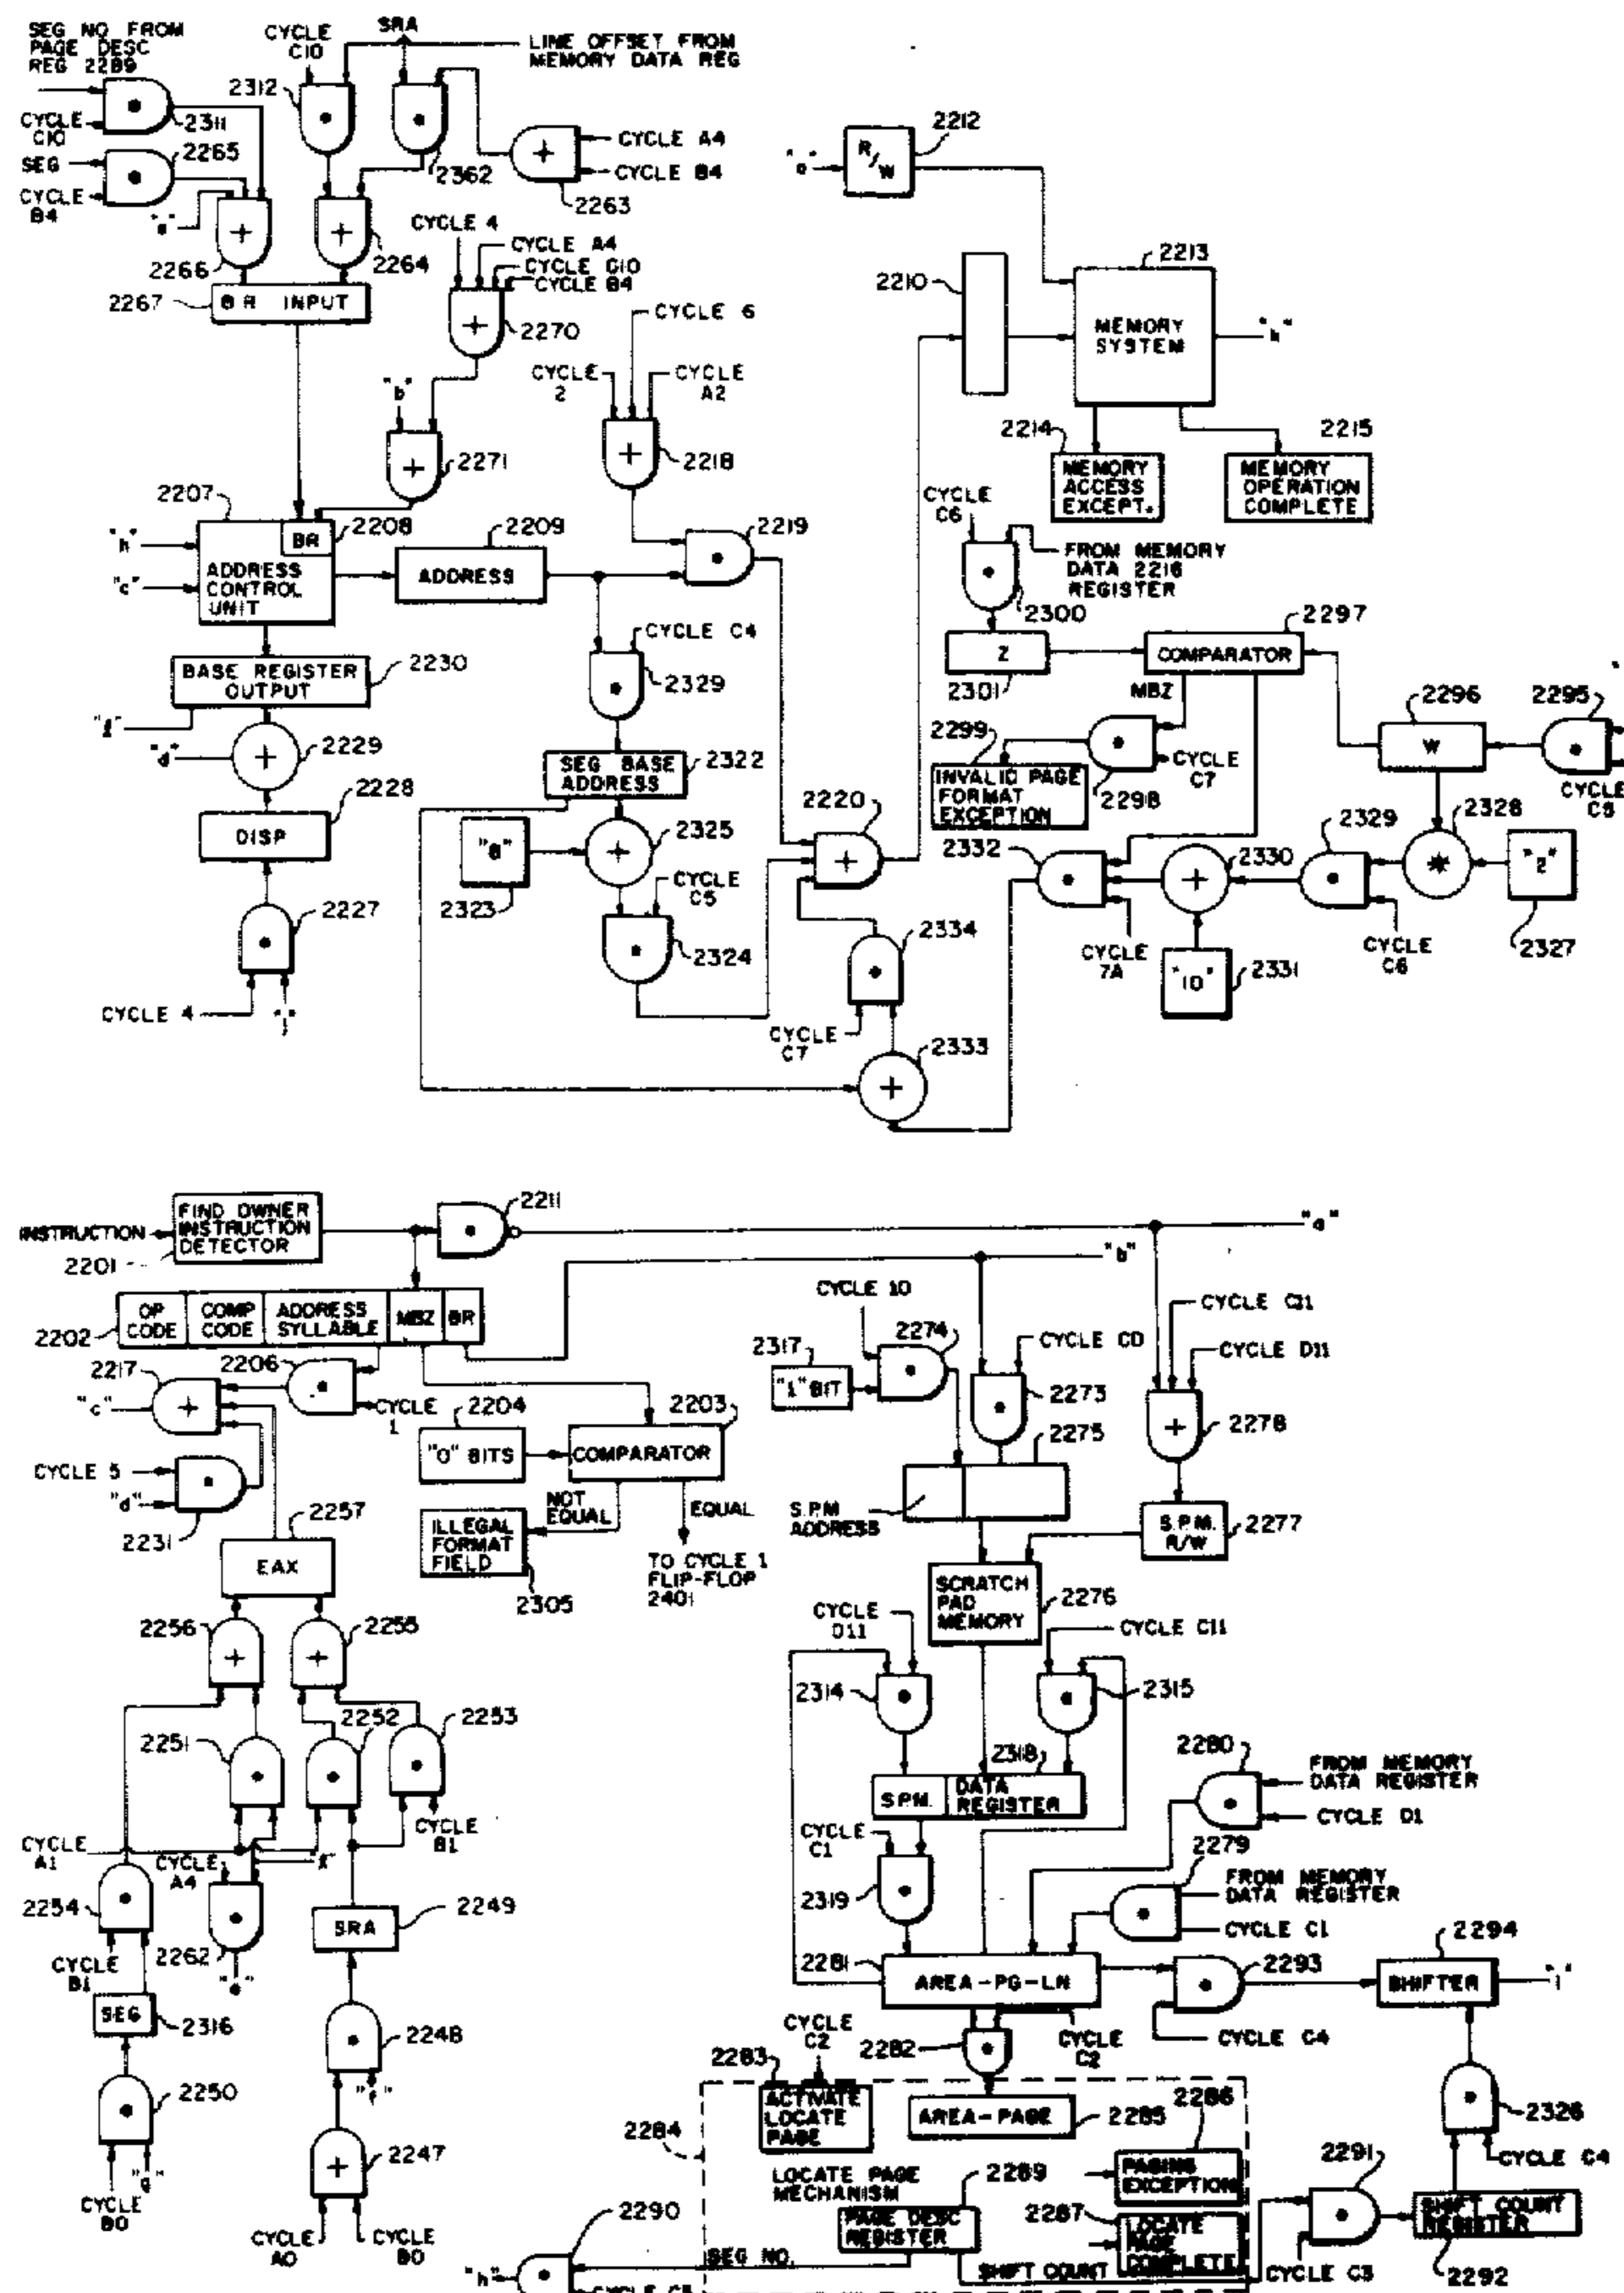 SEG NO FROM
PAGE DESC
REG 2289
CYCLE
C10
SRA
LINE OFFSET FROM
MEMORY DATA REG
2312
2311
CYCLE
C10
SEG
2265
CYCLE
B4
2362
CYCLE A4
CYCLE B4
2263
2266
2264
2267
BR INPUT
CYCLE 4
CYCLE A4
CYCLE C10
CYCLE B4
2270
"b"
2271
CYCLE 6
CYCLE
2
CYCLE
A2
2218
2212
R/W
2210
2213
MEMORY
SYSTEM
"k"
2214
MEMORY
ACCESS
EXCEPT.
2215
MEMORY
OPERATION
COMPLETE
2207
BR
2208
"h"
"c"
ADDRESS
CONTROL
UNIT
2209
ADDRESS
2219
CYCLE
C6
FROM MEMORY
DATA 2216
REGISTER
2300
Z
2301
2297
COMPARATOR
MBZ
2296
W
2295
CYCLE
2230
BASE REGISTER
OUTPUT
"d"
2229
2228
DISP
2227
CYCLE 4
CYCLE C4
2329
SEG BASE
ADDRESS
2322
2325
2323
CYCLE
C5
2324
2220
2299
INVALID PAGE
FORMAT
EXCEPTION
2298
CYCLE
C7
2332
2330
2329
2328
"2"
2327
CYCLE
C6
CYCLE
7A
"10"
2331
2334
CYCLE
C7
2333
INSTRUCTION
FIND OWNER
INSTRUCTION
DETECTOR
2201
2211
"a"
"b"
2202
OP
CODE
COMP
CODE
ADDRESS
SYLLABLE
MBZ
BR
2217
2206
"c"
CYCLE
1
2204
"0" BITS
2203
COMPARATOR
NOT
EQUAL
EQUAL
ILLEGAL
FORMAT
FIELD
2305
TO CYCLE 1
FLIP-FLOP
2401
CYCLE 5
"d"
2231
2257
EAX
CYCLE 10
2317
"1" BIT
2274
CYCLE C0
2273
2275
S.P.M
ADDRESS
CYCLE C11
CYCLE D11
2278
S.P.M.
R/W
2277
SCRATCH
PAD
MEMORY
2276
CYCLE
D11
CYCLE C11
2314
2315
2318
S.P.M.
DATA
REGISTER
CYCLE
C1
2319
2280
FROM MEMORY
DATA REGISTER
CYCLE D1
2279
FROM MEMORY
DATA REGISTER
CYCLE C1
2256
2255
2251
2252
2253
CYCLE
A1
CYCLE
A4
CYCLE
B1
2254
2262
CYCLE
B1
SRA
2249
SEG
2316
2248
"f"
2250
"g"
CYCLE
B0
2247
CYCLE
A0
CYCLE
B0
2281
AREA-PG-LN
2293
CYCLE C4
2294
SHIFTER
CYCLE
C2
2282
CYCLE
C2
2283
ACTIVATE
LOCATE
PAGE
AREA-PAGE
2285
2286
PAGING
EXCEPTION
2284
LOCATE PAGE
MECHANISM
2289
PAGE DESC
REGISTER
2287
LOCATE
PAGE
COMPLETE
2290
"h"
SEG NO.
SHIFT COUNT
2291
CYCLE C3
SHIFT COUNT
REGISTER
2292
2326
CYCLE C4